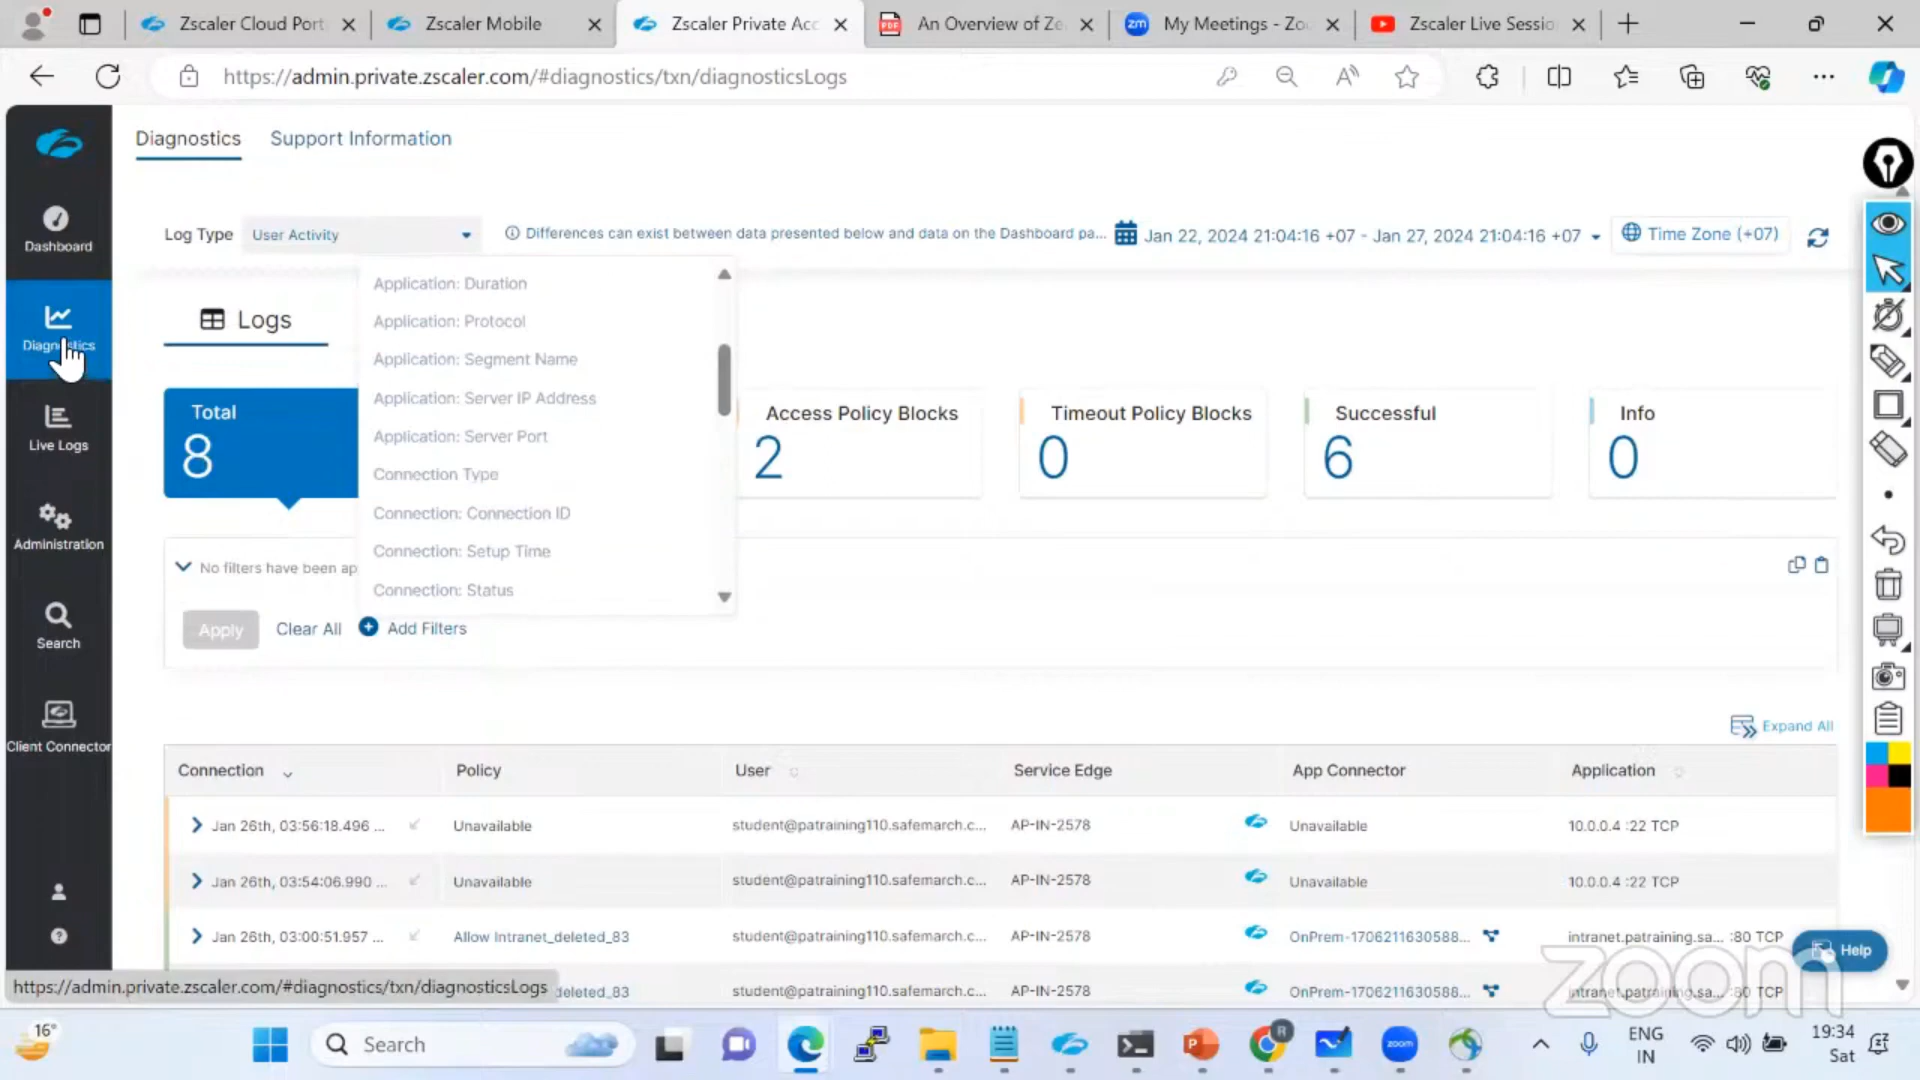 Zscaler Cloud Port
Zscaler Mobile
Zscaler Private Acc
An Overview of Ze
My Meetings - Zo
Zscaler Live Sessio
https://admin.private.zscaler.com/#diagnostics/txn/diagnosticsLogs
Diagnostics
Support Information
Dashboard
Diagnostics
Live Logs
Administration
Search
Client Connector
Log Type
User Activity
Differences can exist between data presented below and data on the Dashboard pa...
Jan 22, 2024 21:04:16 +07 - Jan 27, 2024 21:04:16 +07
Time Zone (+07)
Logs
Application: Duration
Application: Protocol
Application: Segment Name
Application: Server IP Address
Application: Server Port
Connection Type
Connection: Connection ID
Connection: Setup Time
Connection: Status
Total
8
Access Policy Blocks
2
Timeout Policy Blocks
0
Successful
6
Info
0
No filters have been ap
Apply
Clear All
Add Filters
Expand All
Connection Policy User Service Edge App Connector Application
Jan 26th, 03:56:18.496 ... Unavailable student@patraining110.safemarch.c... AP-IN-2578 Unavailable 10.0.0.4 :22 TCP
Jan 26th, 03:54:06.990 ... Unavailable student@patraining110.safemarch.c... AP-IN-2578 Unavailable 10.0.0.4 :22 TCP
Jan 26th, 03:00:51.957 ... Allow Intranet_deleted_83 student@patraining110.safemarch.c... AP-IN-2578 OnPrem-1706211630588... intranet.patraining.sa... :80 TCP
deleted_83 student@patraining110.safemarch.c... AP-IN-2578 OnPrem-1706211630588... intranet.patraining.sa... :80 TCP
Help
zoom
https://admin.private.zscaler.com/#diagnostics/txn/diagnosticsLogs
16°
Search
zoom
ENG
IN
19:34
Sat